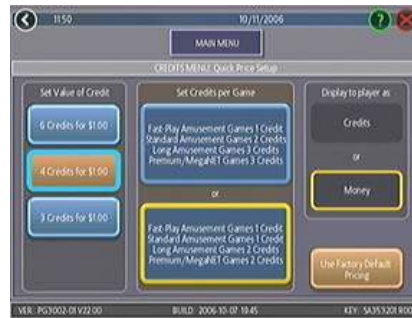 11:50
10/11/2006
?
MAIN MENU
CREDITS MENU: Quick Price Setup
Set Value of Credit
6 Credits for $1.00
4 Credits for $1.00
3 Credits for $1.00
Set Credits per Game
Fast-Play Amusement Games 1 Credit
Standard Amusement Games 2 Credits
Long Amusement Games 3 Credits
Premium/MegaNET Games 3 Credits
or
Fast-Play Amusement Games 1 Credit
Standard Amusement Games 1 Credit
Long Amusement Games 2 Credits
Premium/MegaNET Games 2 Credits
Display to player as:
Credits
or
Money
Use Factory Default
Pricing
VER: PG3002-01 V22.00
BUILD: 2006-10-07 19:45
KEY: SA353201 R00